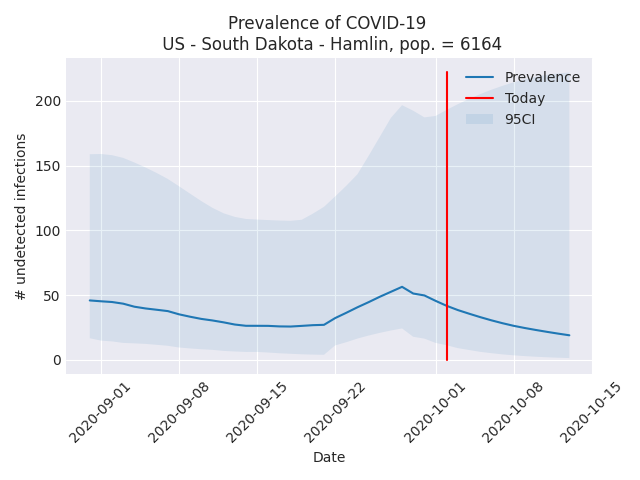 Prevalence of COVID-19
US - South Dakota - Hamlin, pop. = 6164
Prevalence
Today
95CI
200
150
100
50
0
# undetected infections
2020-09-01
2020-09-08
2020-09-15
2020-09-22
2020-10-01
2020-10-08
2020-10-15
Date